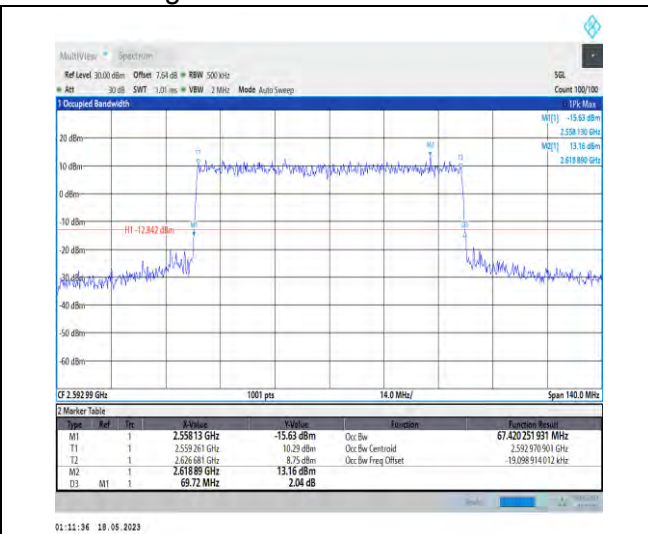 MultiView Spectrum
Ref Level 30.00 dBm Offset 7.64 dB RBW 500 kHz SGL
Att 30 dB SWT 1.01 ms VBW 2 MHz Mode Auto Sweep Count 100/100
1 Occupied Bandwidth 1Pk Max
M1[1] -15.63 dBm
2.558 130 GHz
M2[1] 13.16 dBm
2.618 890 GHz
20 dBm
10 dBm
0 dBm
-10 dBm
H1 -12.842 dBm
M1
M2
T1
T2
D3
-20 dBm
-30 dBm
-40 dBm
-50 dBm
-60 dBm
CF 2.592 99 GHz 1001 pts 14.0 MHz/ Span 140.0 MHz
2 Marker Table
Type Ref Trc X-Value Y-Value Function Function Result
M1 1 2.558 13 GHz -15.63 dBm Occ Bw 67.420 251 931 MHz
T1 1 2.559 261 GHz 10.29 dBm Occ Bw Centroid 2.592 970 901 GHz
T2 1 2.626 681 GHz 8.75 dBm Occ Bw Freq Offset -19.098 914 012 kHz
M2 1 2.618 89 GHz 13.16 dBm
D3 M1 1 69.72 MHz 2.04 dB
01:11:36 18.05.2023